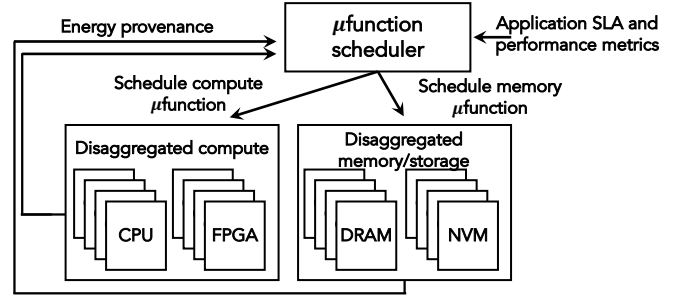 Energy provenance
μfunction
scheduler
Application SLA and
performance metrics
Schedule compute
μfunction
Schedule memory
μfunction
Disaggregated compute
Disaggregated
memory/storage
CPU
FPGA
DRAM
NVM